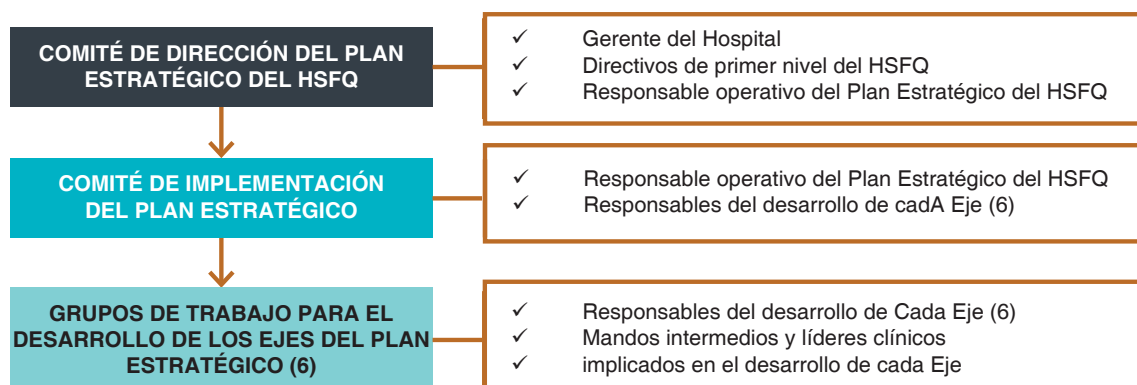 COMITÉ DE DIRECCIÓN DEL PLAN
ESTRATÉGICO DEL HSFQ
✓ Gerente del Hospital
✓ Directivos de primer nivel del HSFQ
✓ Responsable operativo del Plan Estratégico del HSFQ
COMITÉ DE IMPLEMENTACIÓN
DEL PLAN ESTRATÉGICO
✓ Responsable operativo del Plan Estratégico del HSFQ
✓ Responsables del desarrollo de cadA Eje (6)
GRUPOS DE TRABAJO PARA EL
DESARROLLO DE LOS EJES DEL PLAN
ESTRATÉGICO (6)
✓ Responsables del desarrollo de Cada Eje (6)
✓ Mandos intermedios y líderes clínicos
✓ implicados en el desarrollo de cada Eje